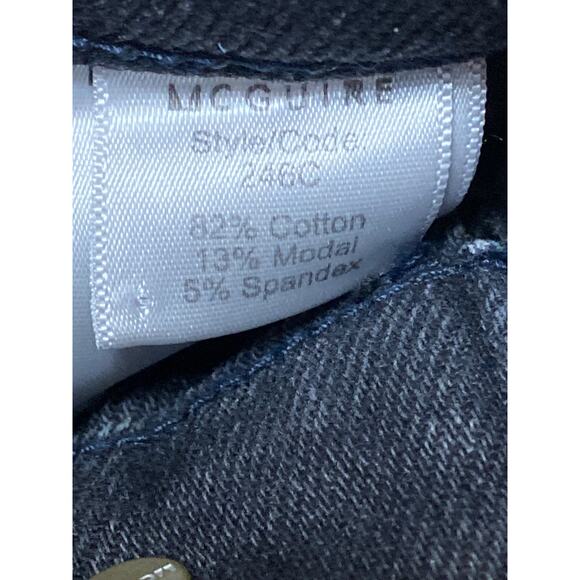 MCGUIRE
Style/Code
246C
82% Cotton
13% Modal
5% Spandex